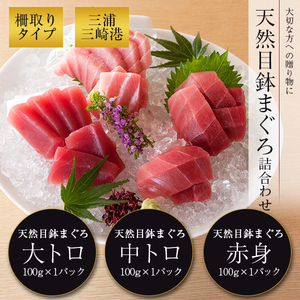 柵取り
タイプ
三浦
三崎港
大切な方への贈り物に
天然目鉢まぐろ詰合わせ
天然目鉢まぐろ
大トロ
100g×1パック
天然目鉢まぐろ
中トロ
100g×1パック
天然目鉢まぐろ
赤身
100g×1パック